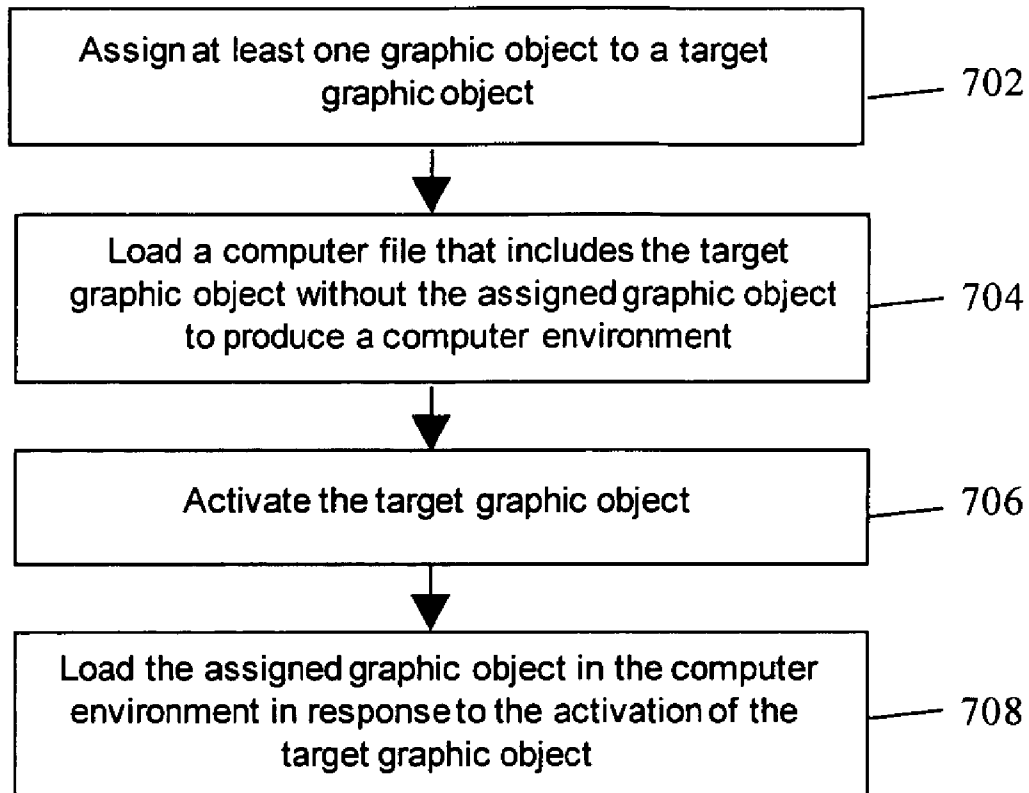 Assign at least one graphic object to a target
graphic object
702
Load a computer file that includes the target
graphic object without the assigned graphic object
to produce a computer environment
704
Activate the target graphic object
706
Load the assigned graphic object in the computer
environment in response to the activation of the
target graphic object
708